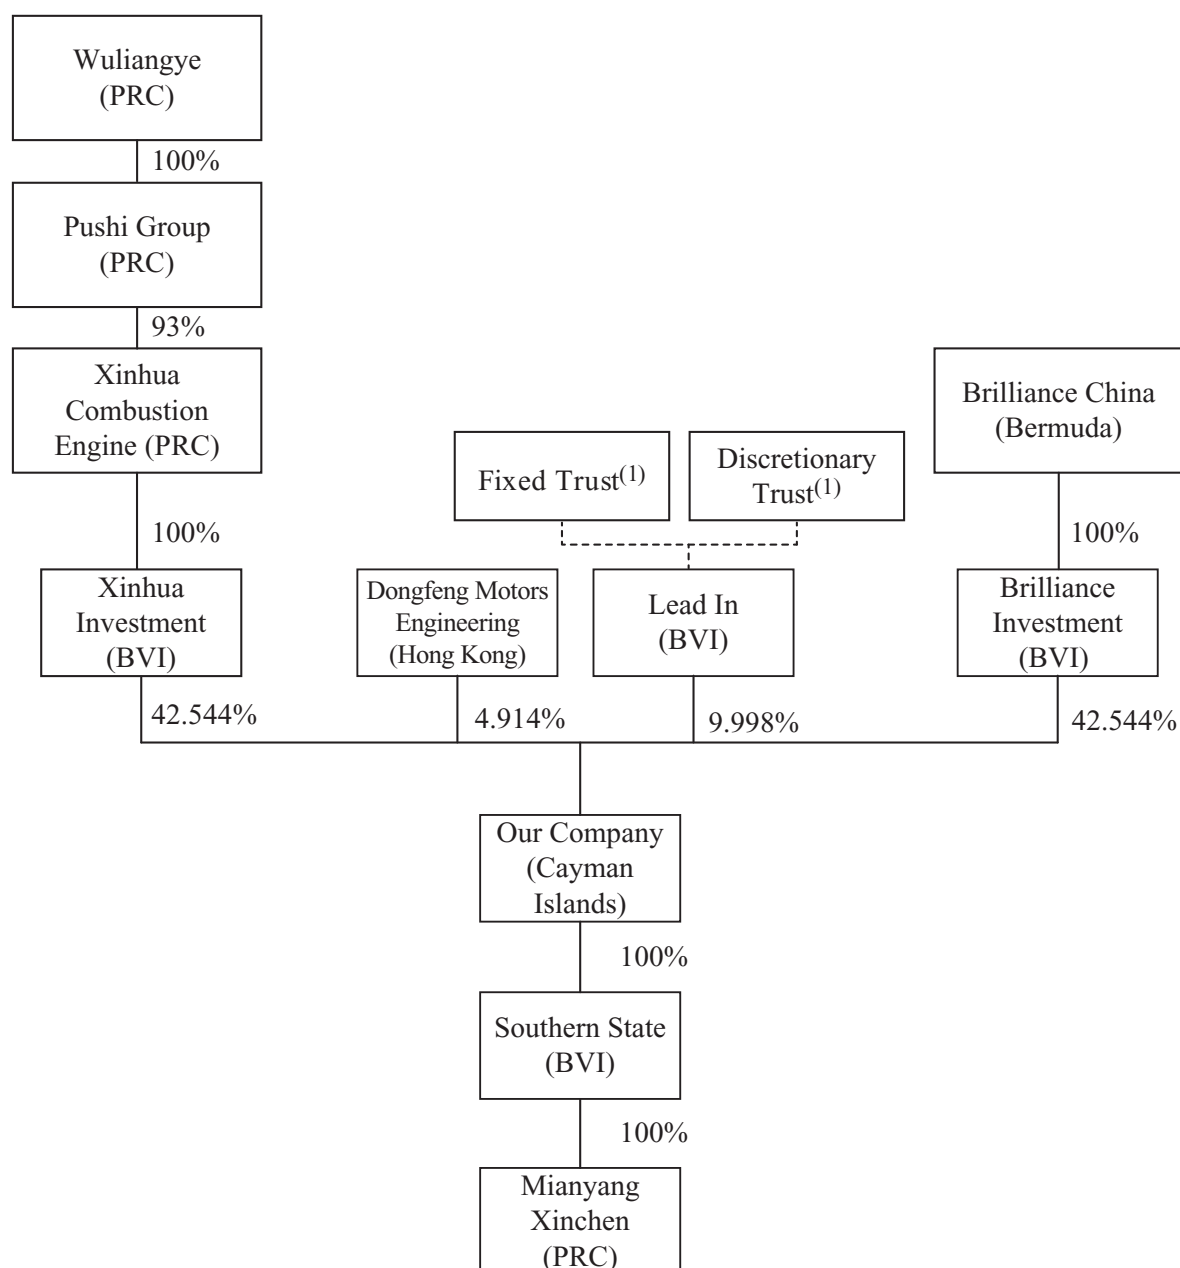 Wuliangye
(PRC)
100%
Pushi Group
(PRC)
93%
Xinhua
Combustion
Engine (PRC)
Brilliance China
(Bermuda)
Fixed Trust(1)
Discretionary
Trust(1)
100%
100%
Xinhua
Investment
(BVI)
Dongfeng Motors
Engineering
(Hong Kong)
Lead In
(BVI)
Brilliance
Investment
(BVI)
42.544%
4.914%
9.998%
42.544%
Our Company
(Cayman
Islands)
100%
Southern State
(BVI)
100%
Mianyang
Xinchen
(PRC)